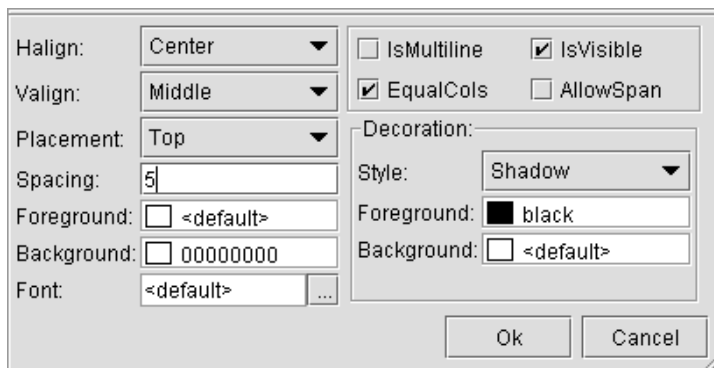 Halign: Center
Valign: Middle
Placement: Top
Spacing: 5
Foreground: <default>
Background: 00000000
Font: <default> ...
IsMultiline IsVisible
EqualCols AllowSpan
Decoration:
Style: Shadow
Foreground: black
Background: <default>
Ok Cancel